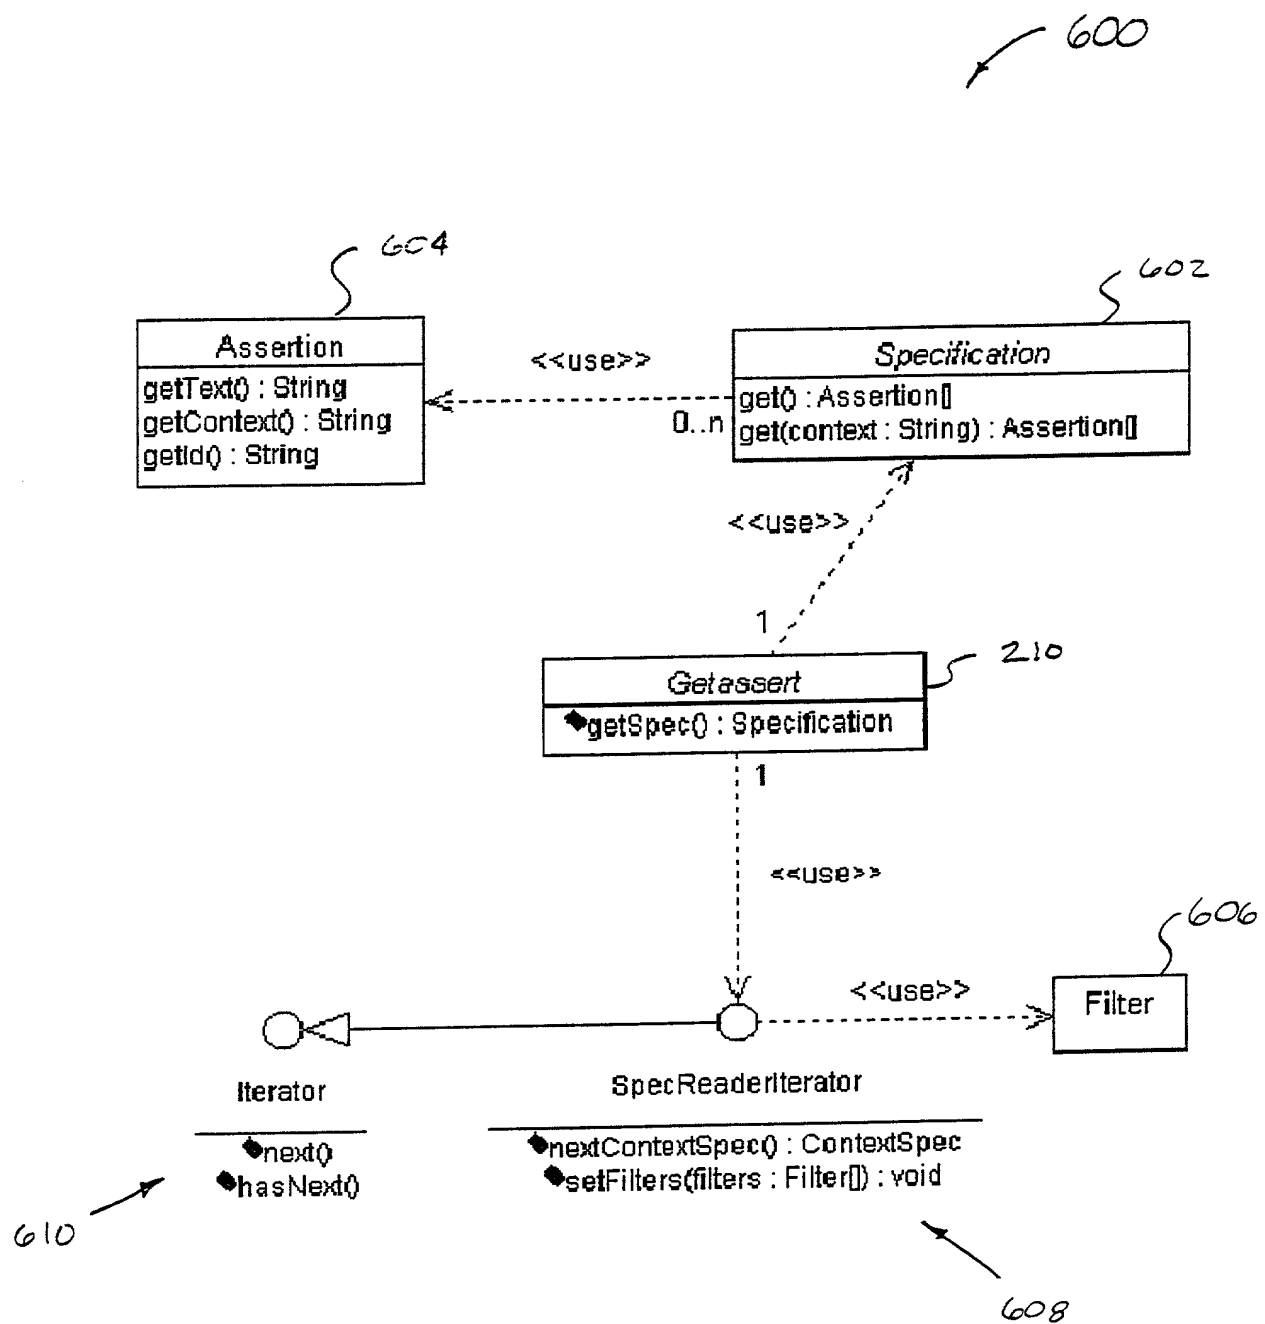 600
604
602
Assertion
getText() : String
getContext() : String
getId() : String
<<use>>
0..n
Specification
get() : Assertion[]
get(context : String) : Assertion[]
<<use>>
1
210
Getassert
getSpec() : Specification
1
<<use>>
606
<<use>>
Filter
Iterator
next()
hasNext()
SpecReaderIterator
nextContextSpec() : ContextSpec
setFilters(filters : Filter[]) : void
610
608